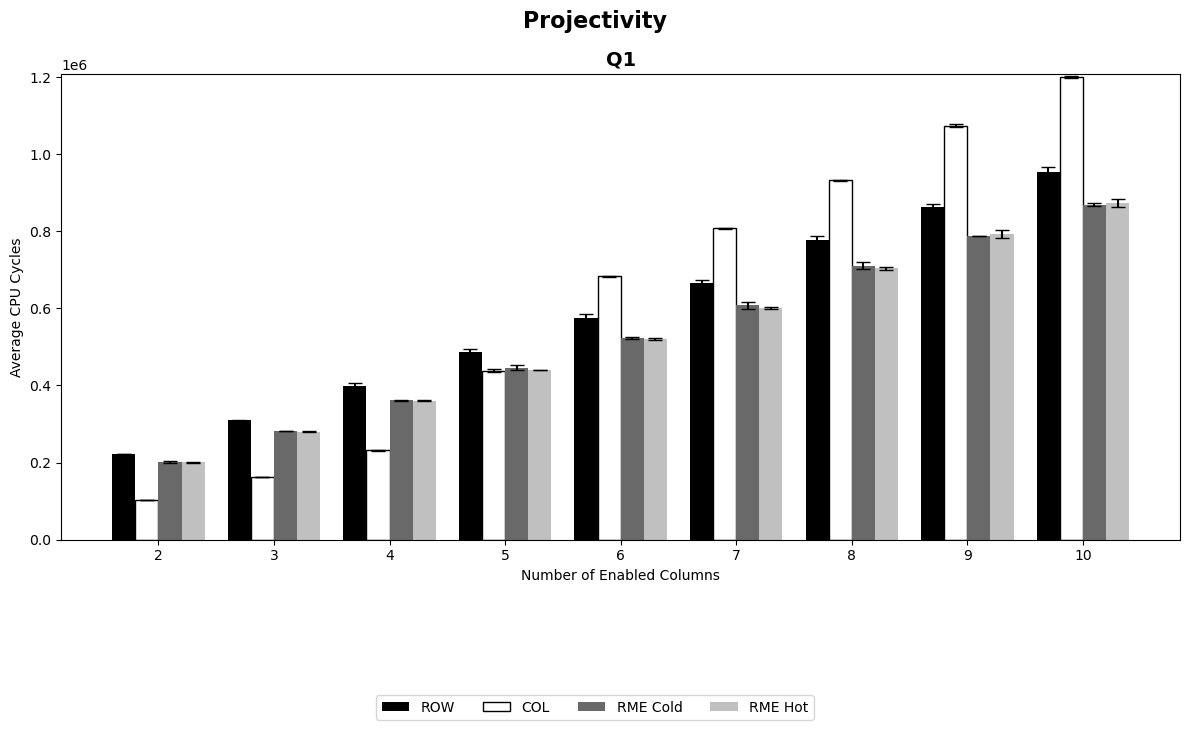 Projectivity
Q1
1e6
1.2
1.0
0.8
0.6
0.4
0.2
0.0
Average CPU Cycles
2 3 4 5 6 7 8 9 10
Number of Enabled Columns
ROW COL RME Cold RME Hot